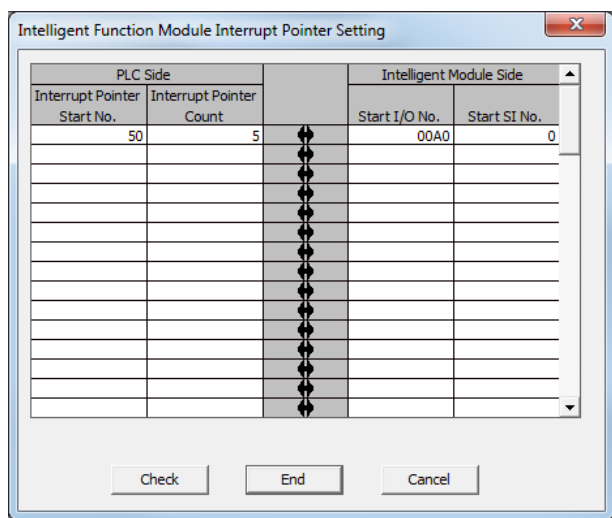 Intelligent Function Module Interrupt Pointer Setting
PLC Side Intelligent Module Side
Interrupt Pointer Interrupt Pointer
Start No. Count Start I/O No. Start SI No.
50 5 00A0 0
Check End Cancel